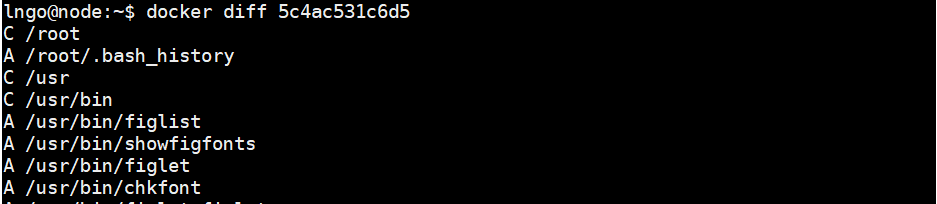 lngo@node:~$ docker diff 5c4ac531c6d5
C /root
A /root/.bash_history
C /usr
C /usr/bin
A /usr/bin/figlist
A /usr/bin/showfigfonts
A /usr/bin/figlet
A /usr/bin/chkfont